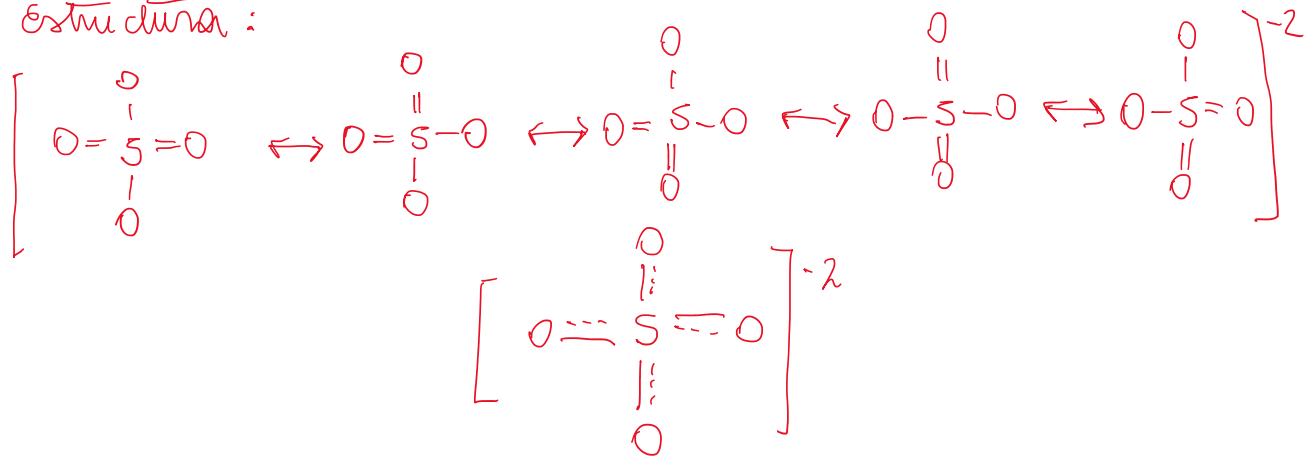 Estructura:
[ O O O O O ]-2
O = S = O ↔ O = S - O ↔ O = S - O ↔ O - S - O ↔ O - S = O
O O O O O
O
[ O S O ]-2
O